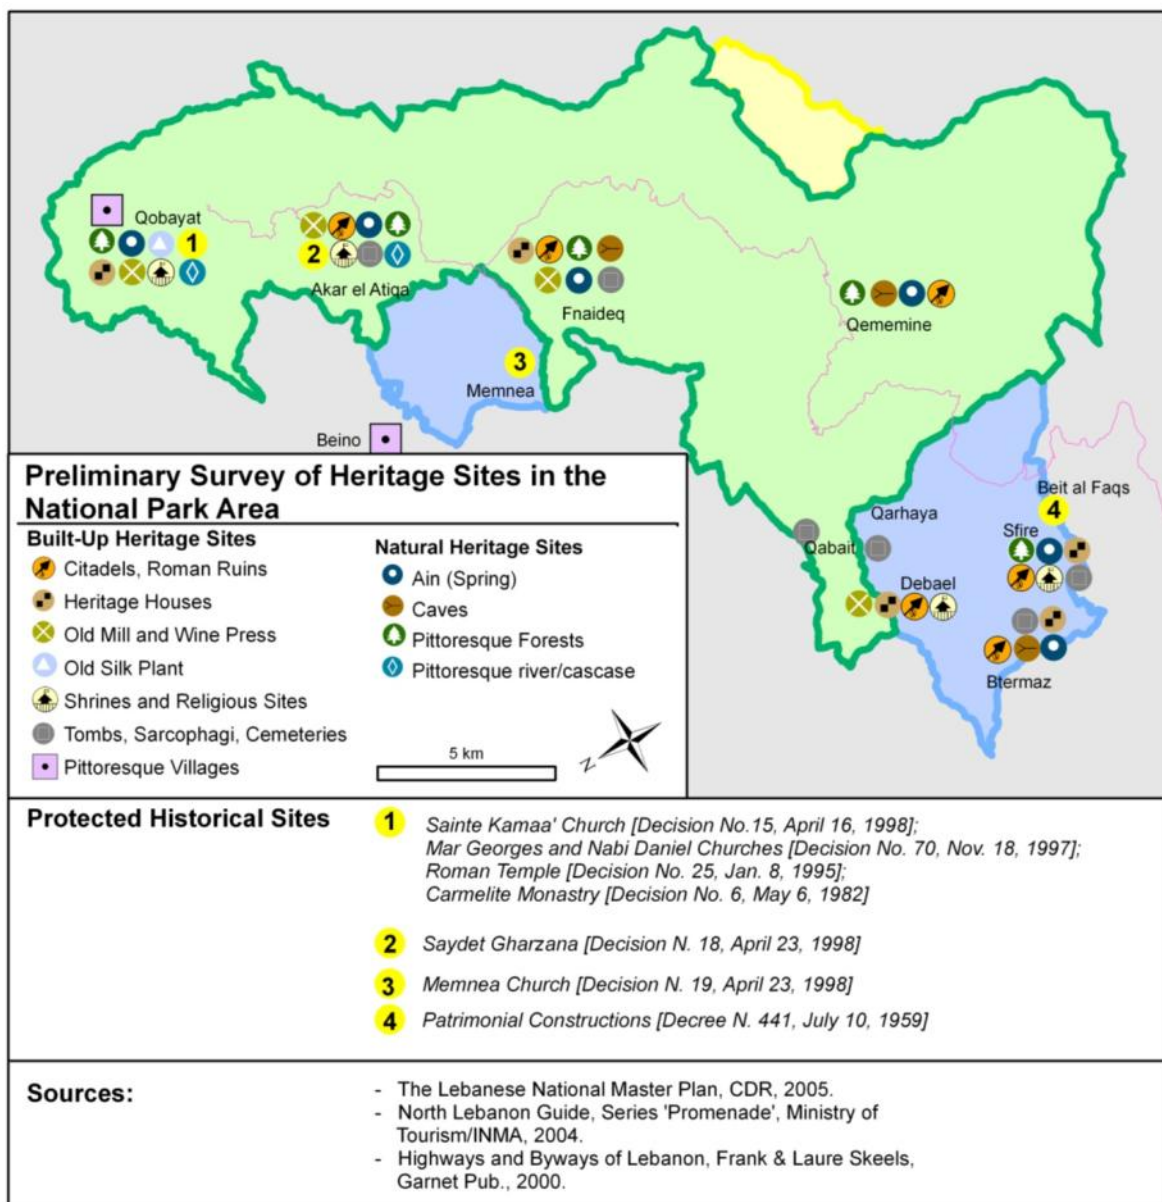 Qobayat
1
2
Akar el Atiqa
Fnaideq
Qememine
3
Memnea
Beino
Beit al Faqs
4
Qarhaya
Sfire
Qabait
Debael
Btermaz
Preliminary Survey of Heritage Sites in the
National Park Area
Built-Up Heritage Sites
Citadels, Roman Ruins
Heritage Houses
Old Mill and Wine Press
Old Silk Plant
Shrines and Religious Sites
Tombs, Sarcophagi, Cemeteries
Pittoresque Villages
Natural Heritage Sites
Ain (Spring)
Caves
Pittoresque Forests
Pittoresque river/cascase
5 km
N
Protected Historical Sites
1 Sainte Kamaa' Church [Decision No.15, April 16, 1998];
Mar Georges and Nabi Daniel Churches [Decision No. 70, Nov. 18, 1997];
Roman Temple [Decision No. 25, Jan. 8, 1995];
Carmelite Monastry [Decision No. 6, May 6, 1982]
2 Saydet Gharzana [Decision N. 18, April 23, 1998]
3 Memnea Church [Decision N. 19, April 23, 1998]
4 Patrimonial Constructions [Decree N. 441, July 10, 1959]
Sources:
- The Lebanese National Master Plan, CDR, 2005.
- North Lebanon Guide, Series 'Promenade', Ministry of
Tourism/INMA, 2004.
- Highways and Byways of Lebanon, Frank & Laure Skeels,
Garnet Pub., 2000.